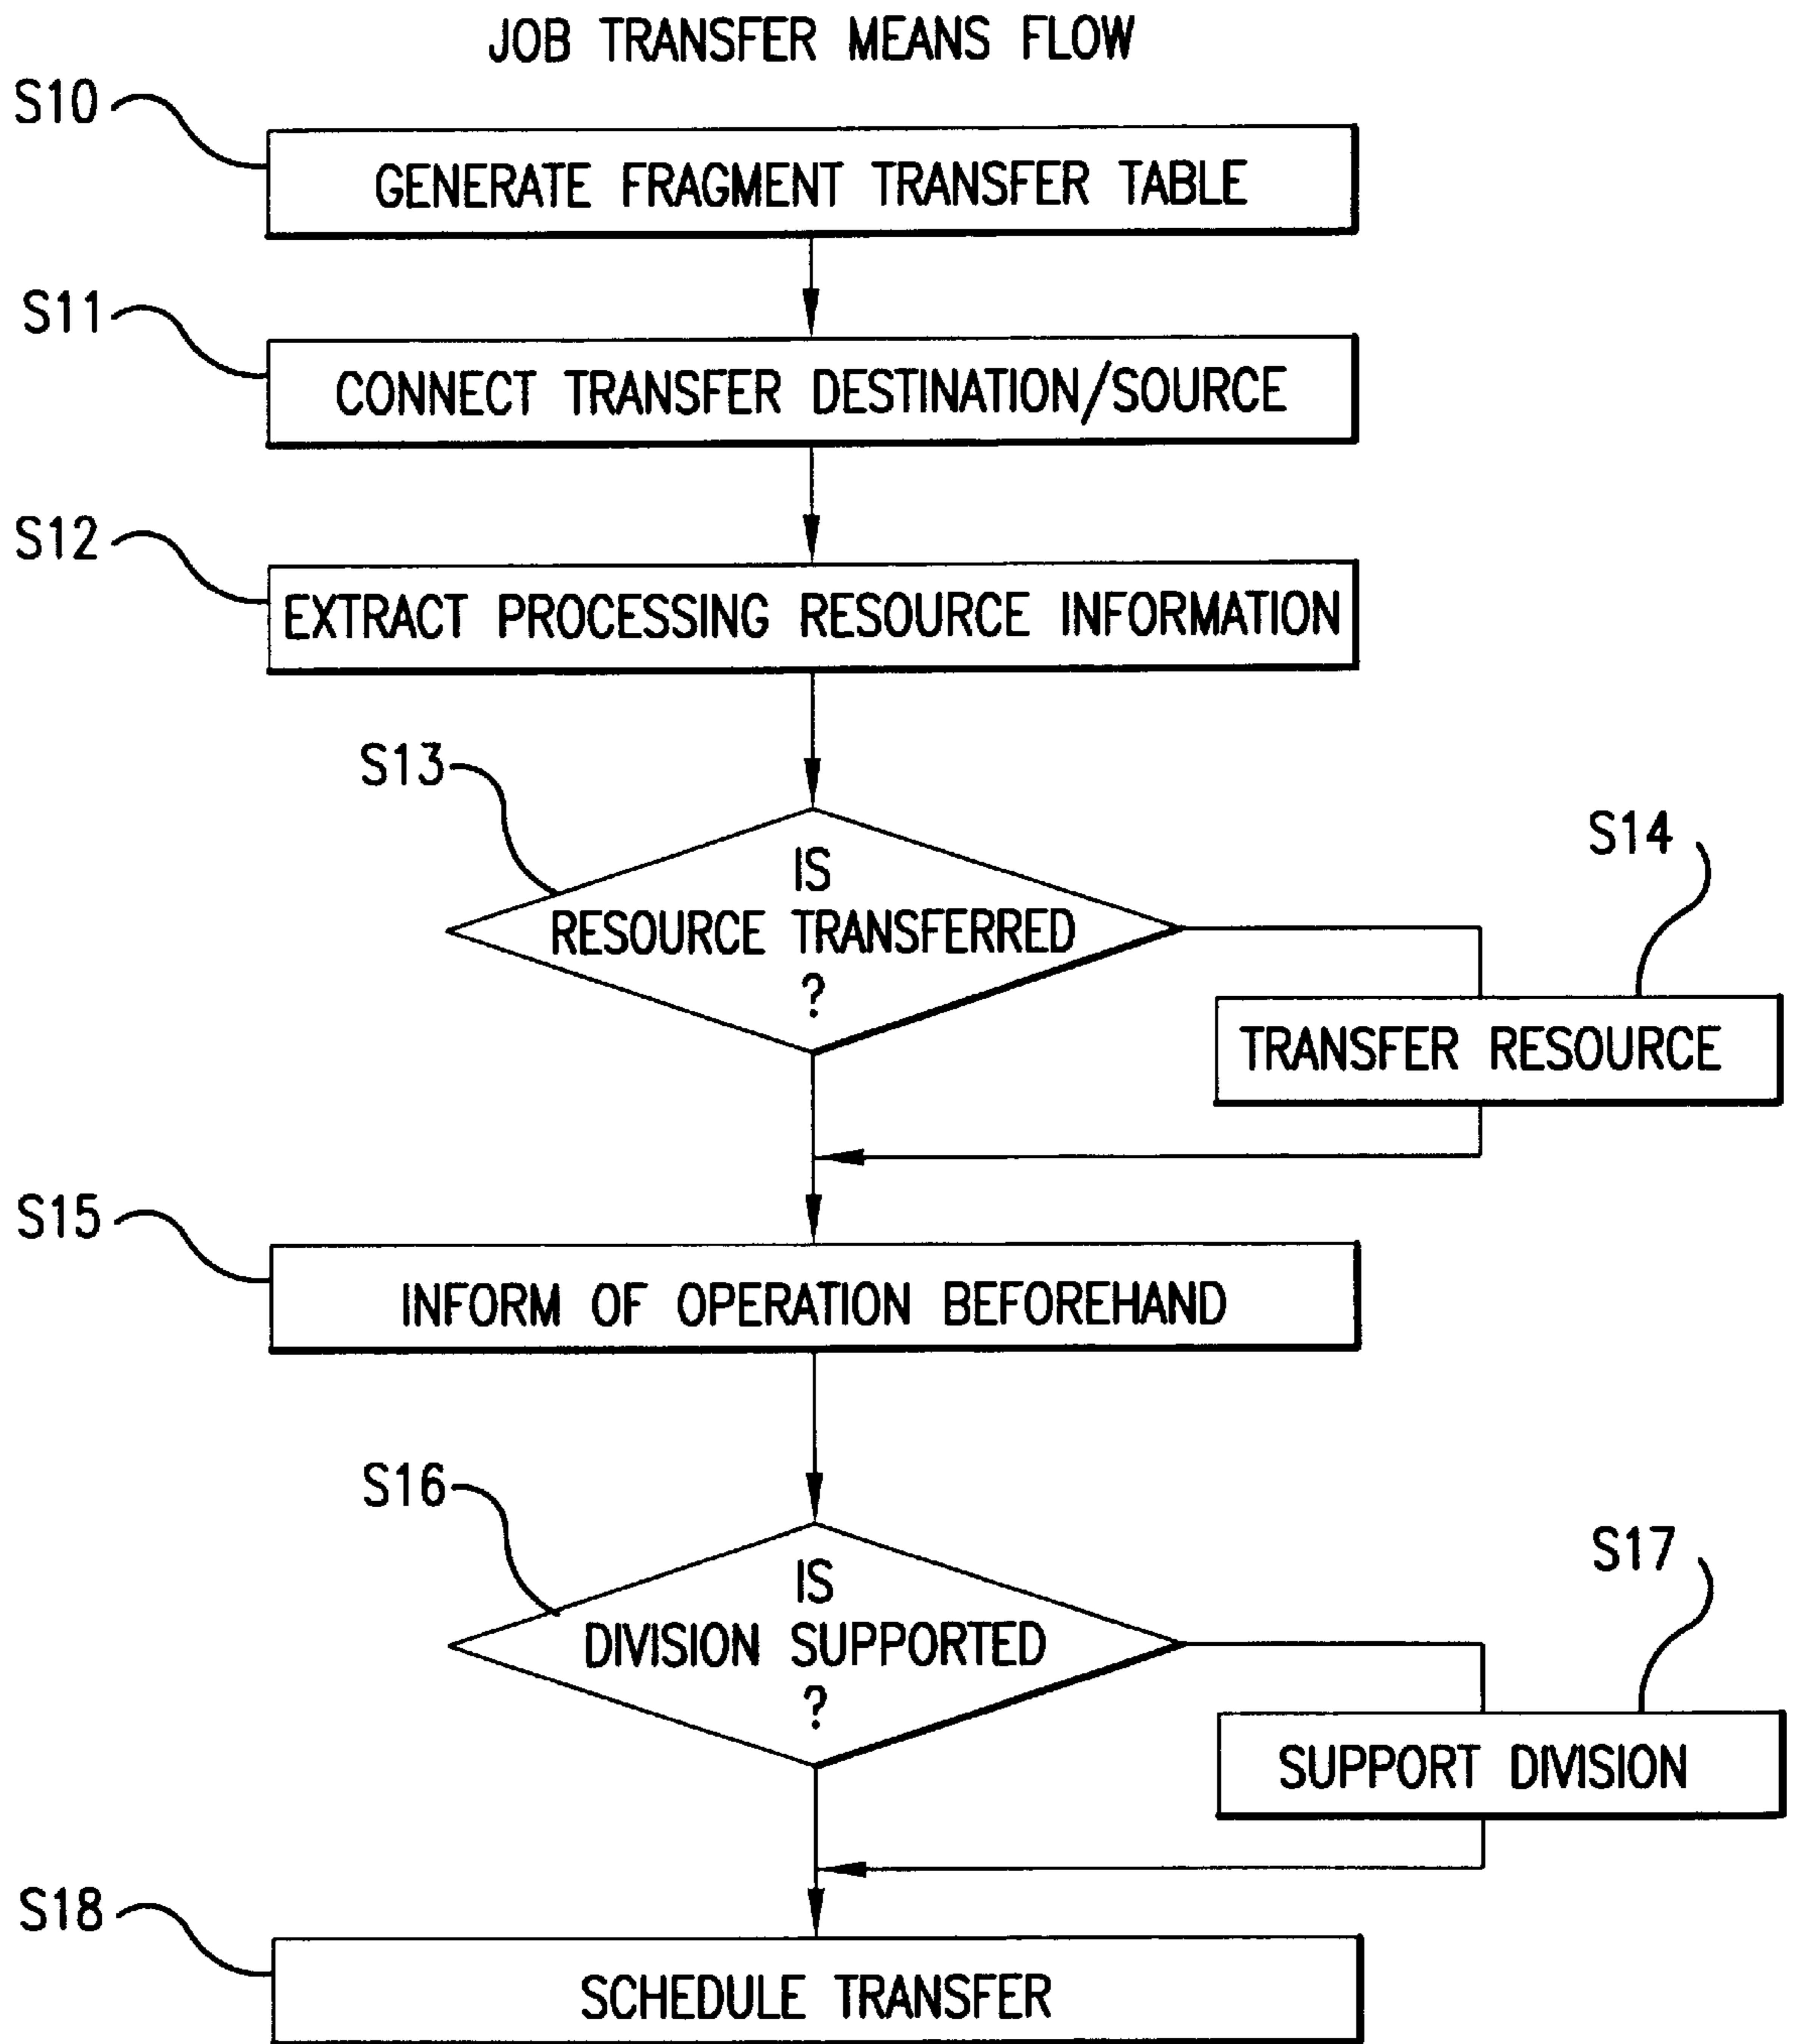 JOB TRANSFER MEANS FLOW
S10
GENERATE FRAGMENT TRANSFER TABLE
S11
CONNECT TRANSFER DESTINATION/SOURCE
S12
EXTRACT PROCESSING RESOURCE INFORMATION
S13
IS
RESOURCE TRANSFERRED
?
S14
TRANSFER RESOURCE
S15
INFORM OF OPERATION BEFOREHAND
S16
IS
DIVISION SUPPORTED
?
S17
SUPPORT DIVISION
S18
SCHEDULE TRANSFER